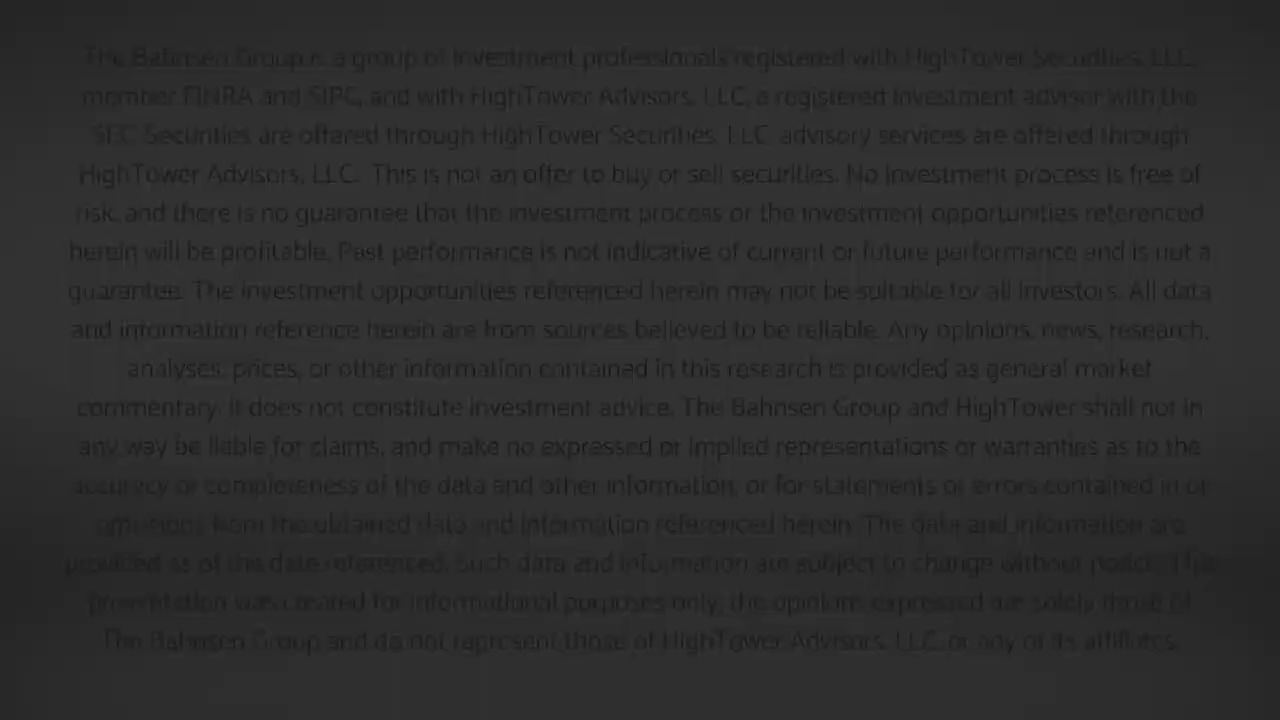 The Bahnsen Group is a group of investment professionals registered with HighTower Securities, LLC,
member FINRA and SIPC, and with HighTower Advisors, LLC, a registered investment advisor with the
SEC. Securities are offered through HighTower Securities, LLC, advisory services are offered through
HighTower Advisors, LLC. This is not an offer to buy or sell securities. No investment process is free of
risk, and there is no guarantee that the investment process or the investment opportunities referenced
herein will be profitable. Past performance is not indicative of current or future performance and is not a
guarantee. The investment opportunities referenced herein may not be suitable for all investors. All data
and information reference herein are from sources believed to be reliable. Any opinions, news, research,
analyses, prices, or other information contained in this research is provided as general market
commentary. It does not constitute investment advice. The Bahnsen Group and HighTower shall not in
any way be liable for claims, and make no expressed or implied representations or warranties as to the
accuracy or completeness of the data and other information, or for statements or errors contained in or
omissions from the obtained data and information referenced herein. The data and information are
provided as of the date referenced. Such data and information are subject to change without notice. The
presentation was created for informational purposes only; the opinions expressed are solely those of
The Bahnsen Group and do not represent those of HighTower Advisors, LLC, or any of its affiliates.